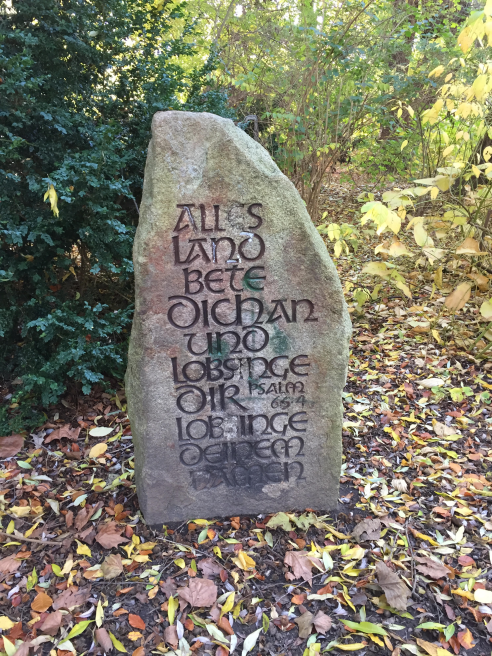 ALLES
LAND
BETE
DICH AN
UND
LOBSINGE
DIR PSALM
66:4
LOBSINGE
DEINEM
NAMEN